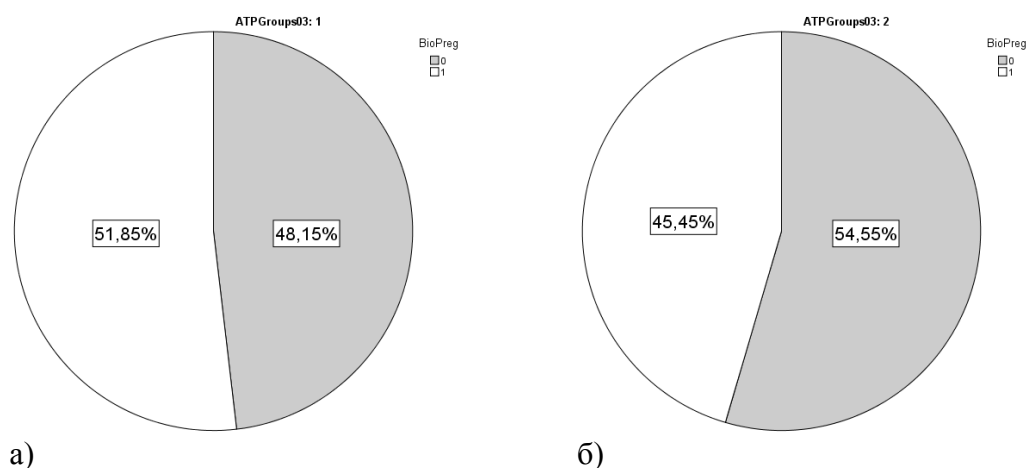 ATPGroups03: 1
BioPreg
0
1
51,85%
48,15%
а)
ATPGroups03: 2
BioPreg
0
1
45,45%
54,55%
б)